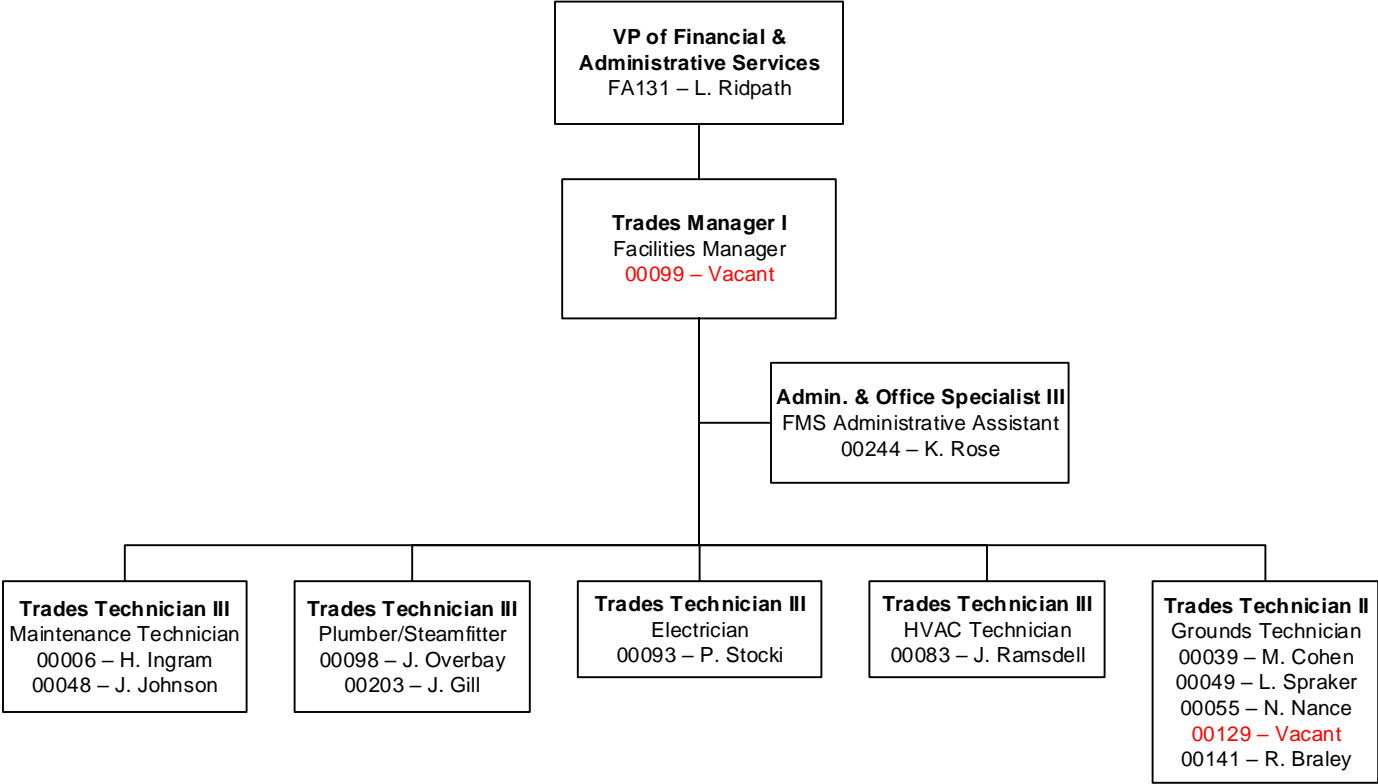 VP of Financial &
Administrative Services
FA131 – L. Ridpath
Trades Manager I
Facilities Manager
00099 – Vacant
Admin. & Office Specialist III
FMS Administrative Assistant
00244 – K. Rose
Trades Technician III
Maintenance Technician
00006 – H. Ingram
00048 – J. Johnson
Trades Technician III
Plumber/Steamfitter
00098 – J. Overbay
00203 – J. Gill
Trades Technician III
Electrician
00093 – P. Stocki
Trades Technician III
HVAC Technician
00083 – J. Ramsdell
Trades Technician II
Grounds Technician
00039 – M. Cohen
00049 – L. Spraker
00055 – N. Nance
00129 – Vacant
00141 – R. Braley